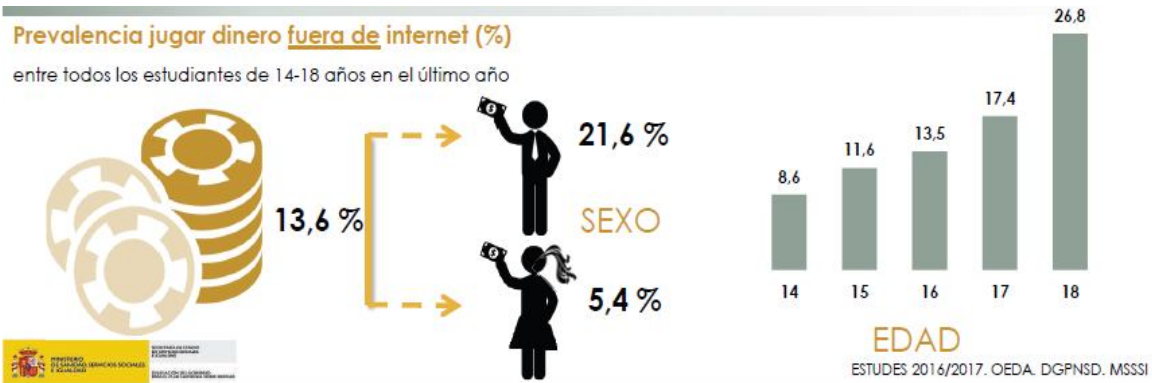 Prevalencia jugar dinero fuera de internet (%)
entre todos los estudiantes de 14-18 años en el último año
13,6 %
21,6 %
SEXO
5,4 %
8,6
11,6
13,5
17,4
26,8
14 15 16 17 18
EDAD
MINISTERIO
DE SANIDAD, SERVICIOS SOCIALES
E IGUALDAD
ESTUDES 2016/2017. OEDA. DGPNSD. MSSSI